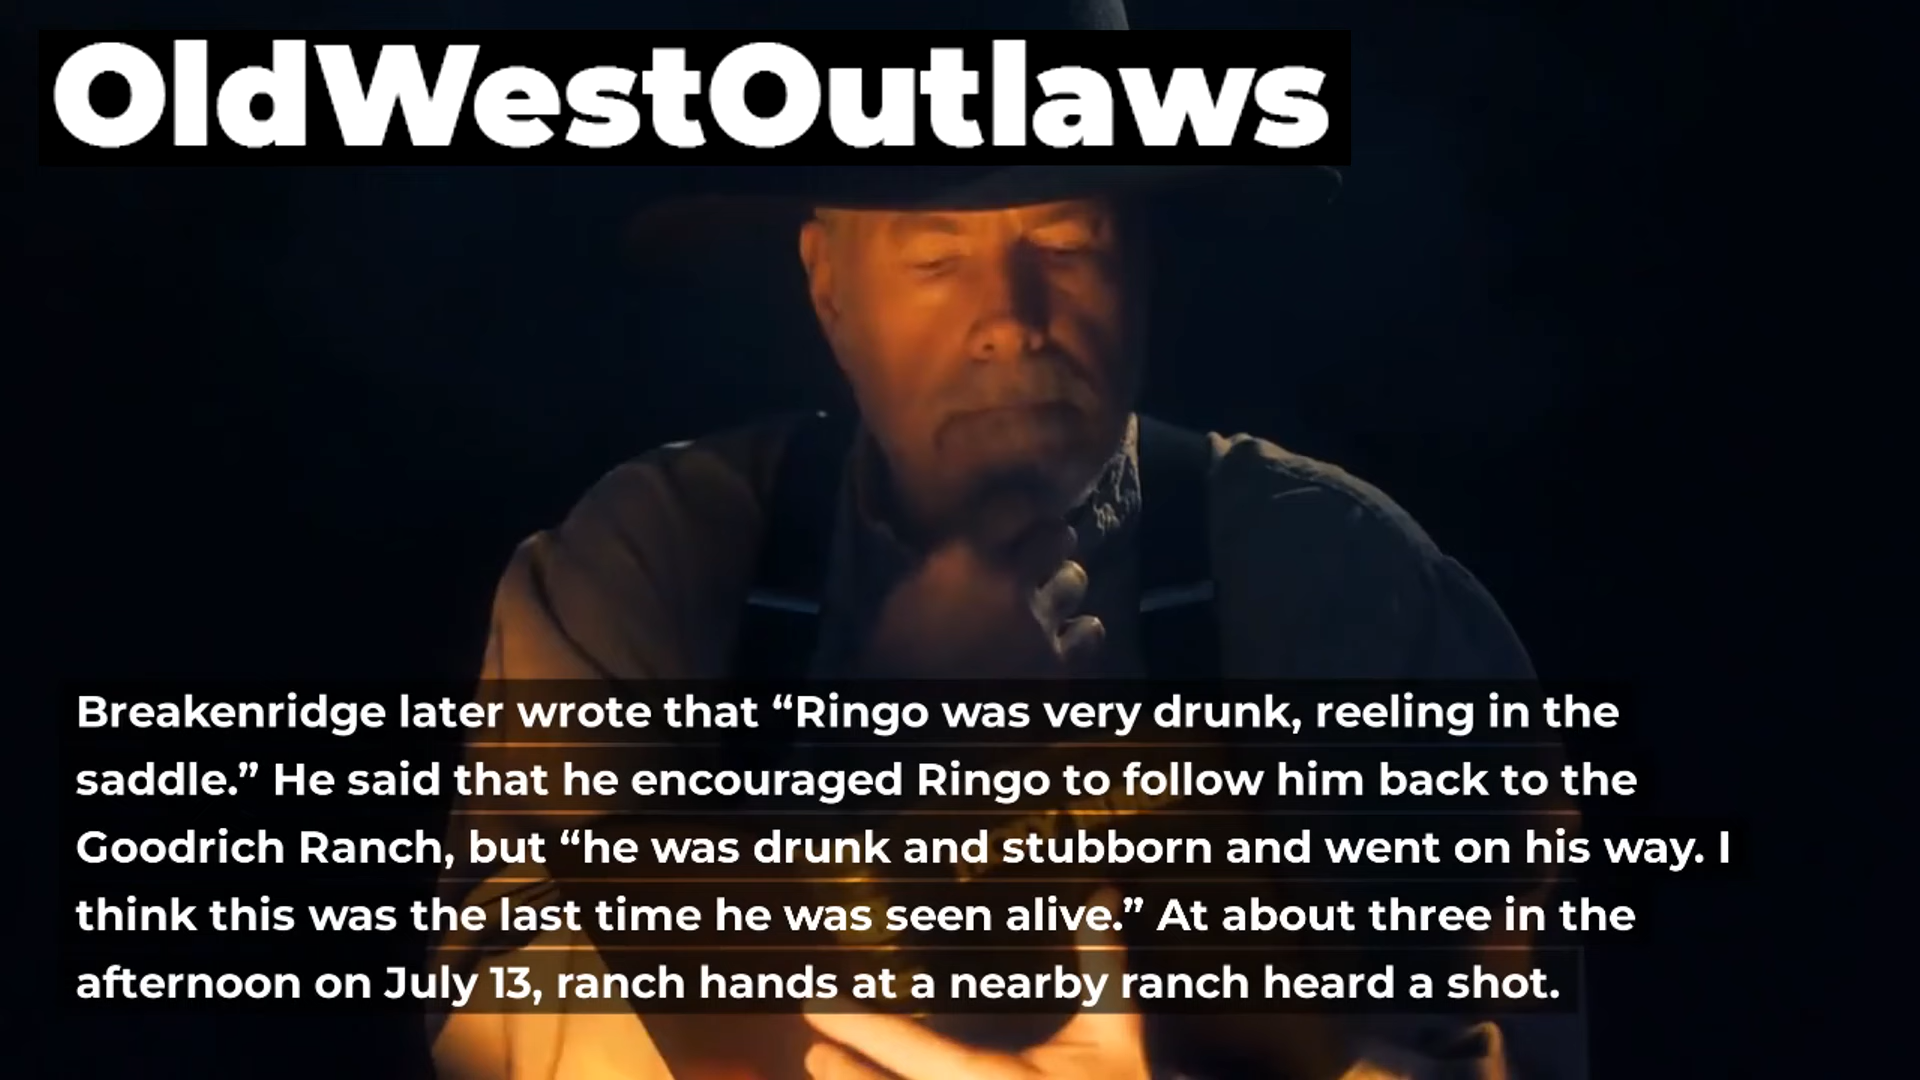 OldWestOutlaws
Breakenridge later wrote that “Ringo was very drunk, reeling in the
saddle.” He said that he encouraged Ringo to follow him back to the
Goodrich Ranch, but “he was drunk and stubborn and went on his way. I
think this was the last time he was seen alive.” At about three in the
afternoon on July 13, ranch hands at a nearby ranch heard a shot.